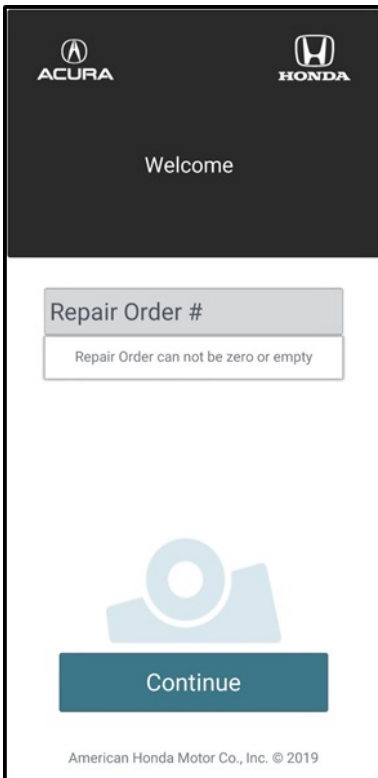 ACURA
HONDA
Welcome
Repair Order #
Repair Order can not be zero or empty
Continue
American Honda Motor Co., Inc. © 2019